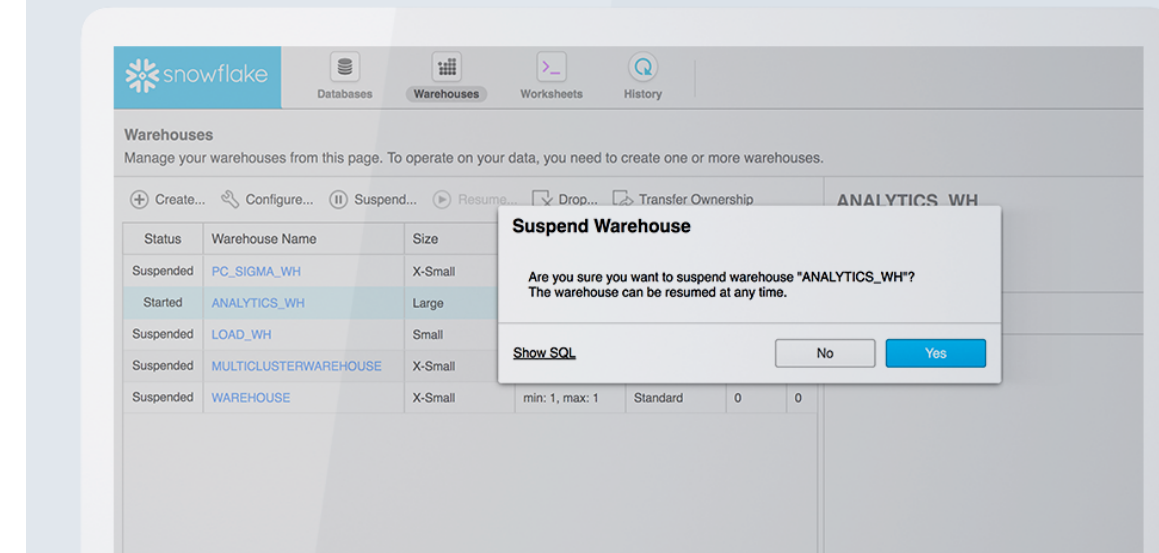 snowflake
Databases
Warehouses
Worksheets
History
Warehouses
Manage your warehouses from this page. To operate on your data, you need to create one or more warehouses.
Create... Configure... Suspend... Resume... Drop... Transfer Ownership
ANALYTICS_WH
Status Warehouse Name Size
Suspended PC_SIGMA_WH X-Small
Started ANALYTICS_WH Large
Suspended LOAD_WH Small
Suspended MULTICLUSTERWAREHOUSE X-Small
Suspended WAREHOUSE X-Small min: 1, max: 1 Standard 0 0
Suspend Warehouse
Are you sure you want to suspend warehouse "ANALYTICS_WH"?
The warehouse can be resumed at any time.
Show SQL No Yes